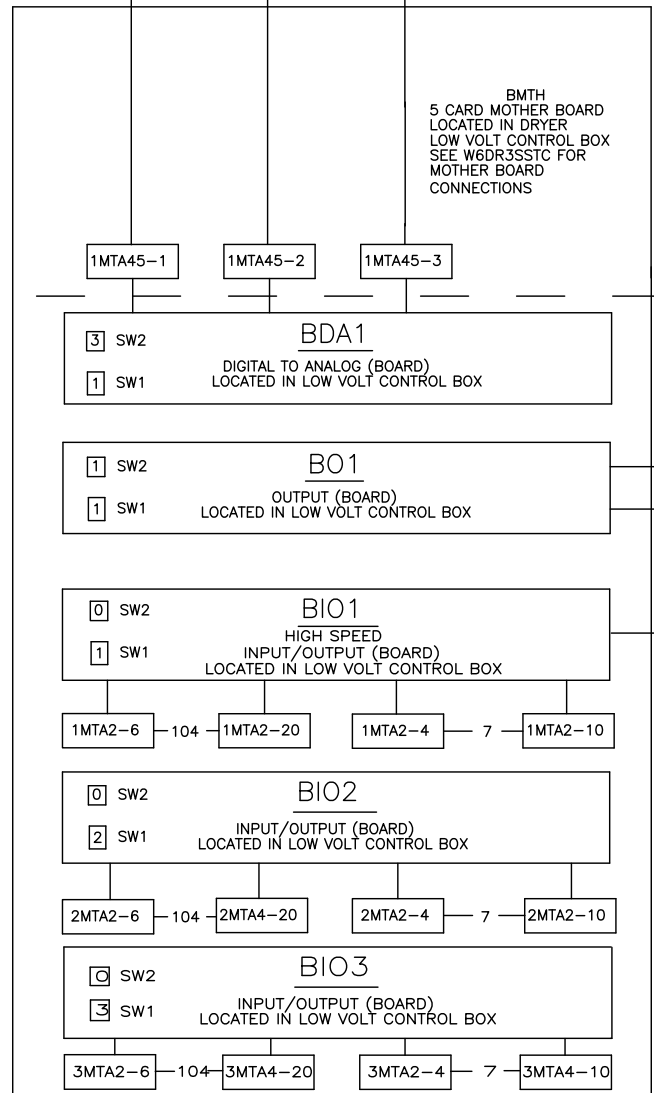 BMTH
5 CARD MOTHER BOARD
LOCATED IN DRYER
LOW VOLT CONTROL BOX
SEE W6DR3SSTC FOR
MOTHER BOARD
CONNECTIONS
1MTA45-1 1MTA45-2 1MTA45-3
BDA1
3 SW2
DIGITAL TO ANALOG (BOARD)
1 SW1
LOCATED IN LOW VOLT CONTROL BOX
BO1
1 SW2
OUTPUT (BOARD)
1 SW1
LOCATED IN LOW VOLT CONTROL BOX
BIO1
0 SW2
HIGH SPEED
1 SW1
INPUT/OUTPUT (BOARD)
LOCATED IN LOW VOLT CONTROL BOX
1MTA2-6 104 1MTA2-20 1MTA2-4 7 1MTA2-10
BIO2
0 SW2
INPUT/OUTPUT (BOARD)
2 SW1
LOCATED IN LOW VOLT CONTROL BOX
2MTA2-6 104 2MTA4-20 2MTA2-4 7 2MTA2-10
BIO3
0 SW2
INPUT/OUTPUT (BOARD)
3 SW1
LOCATED IN LOW VOLT CONTROL BOX
3MTA2-6 104 3MTA4-20 3MTA2-4 7 3MTA4-10